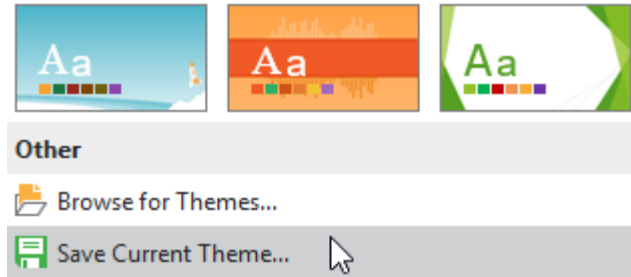 Aa Aa Aa
Other
Browse for Themes...
Save Current Theme...